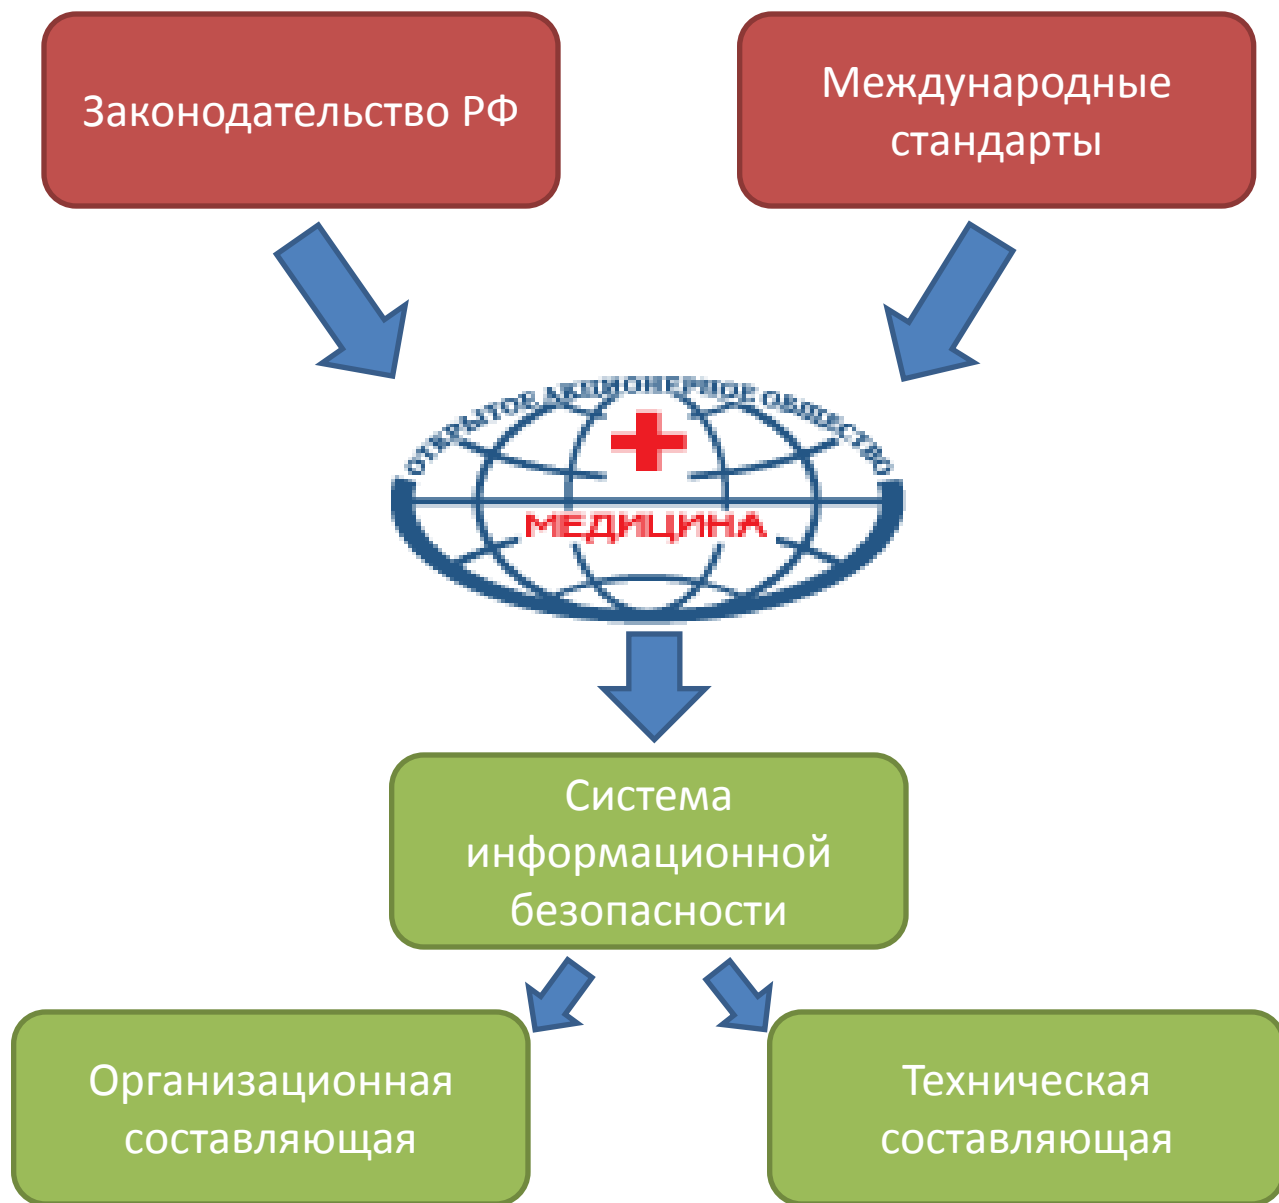 Законодательство РФ
Международные
стандарты
ОТКРЫТОЕ АКЦИОНЕРНОЕ ОБЩЕСТВО
МЕДИЦИНА
Система
информационной
безопасности
Организационная
составляющая
Техническая
составляющая